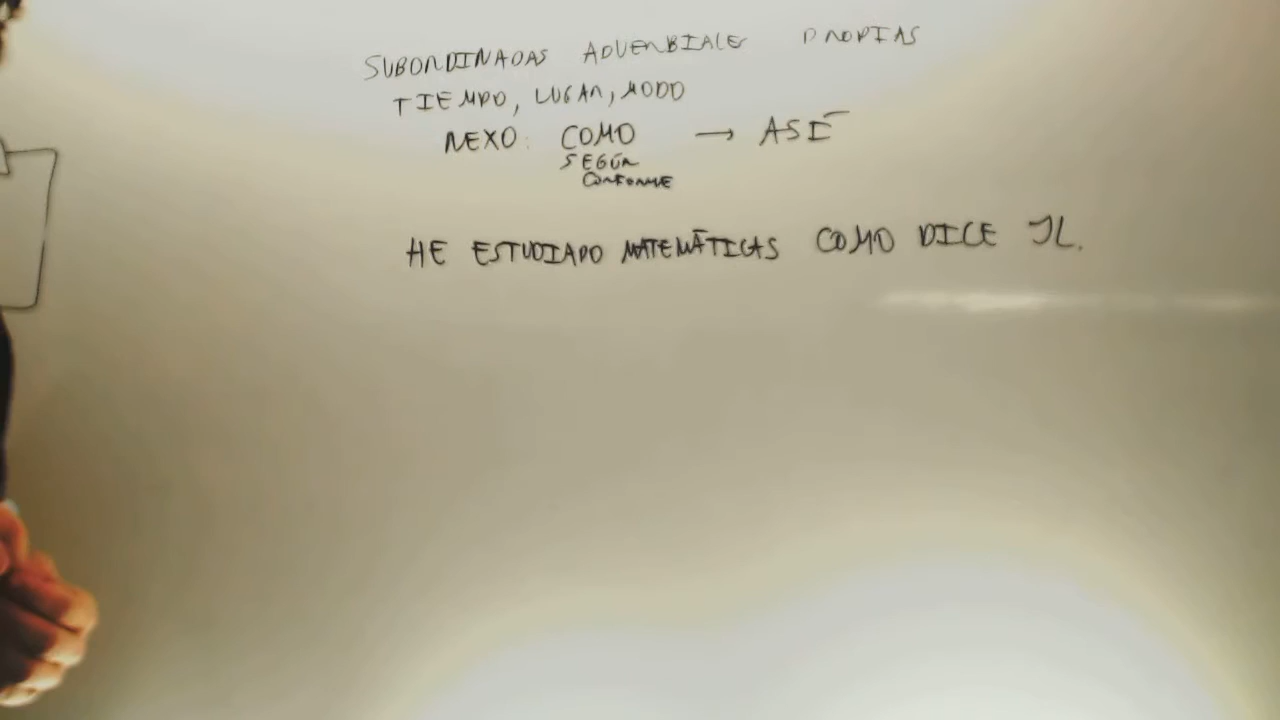 SUBORDINADAS ADVERBIALES PROPIAS
TIEMPO, LUGAR, MODO
NEXO: COMO → ASÍ
SEGÚN
CONFORME
HE ESTUDIADO MATEMÁTICAS COMO DICE JL.